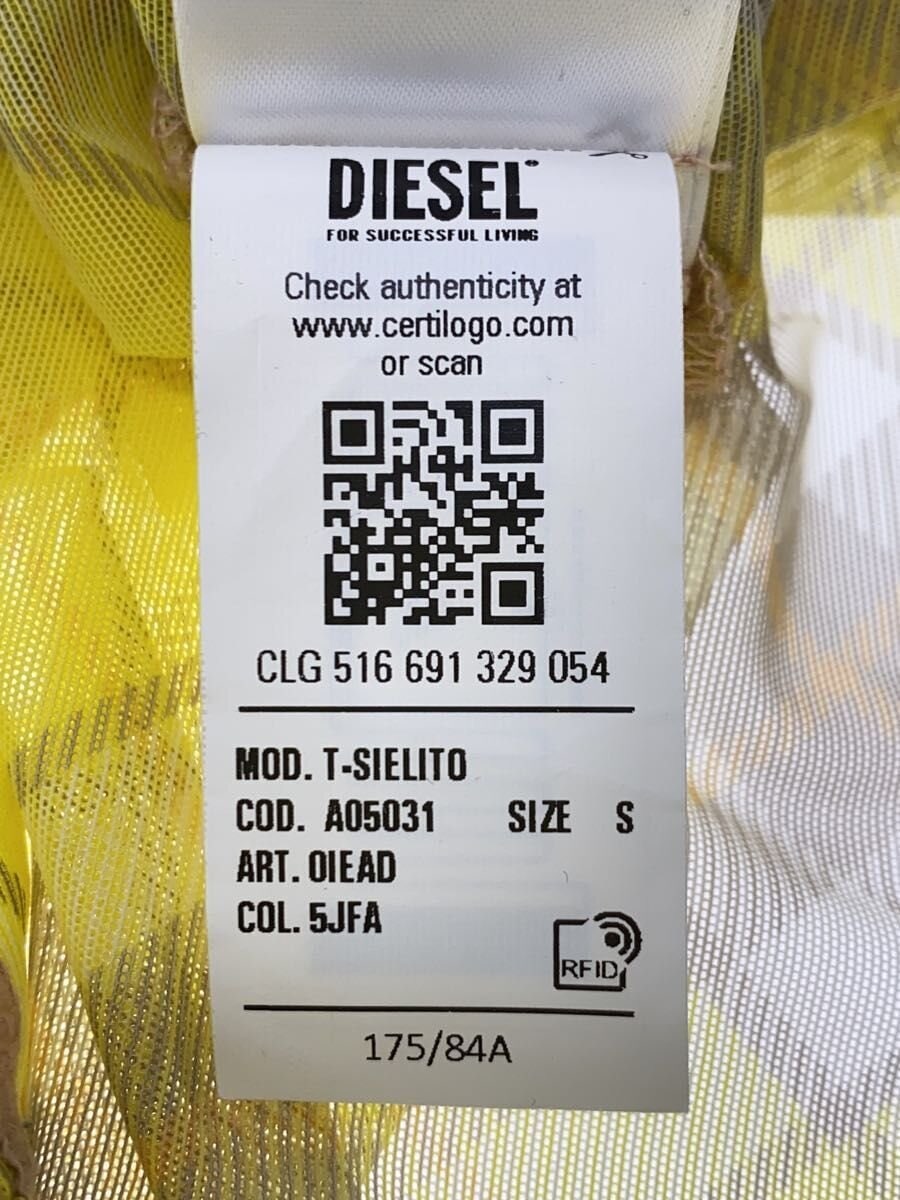 DIESEL®
FOR SUCCESSFUL LIVING
Check authenticity at
www.certilogo.com
or scan
CLG 516 691 329 054
MOD. T-SIELITO
COD. A05031 SIZE S
ART. 0IEAD
COL. 5JFA
RFID
175/84A